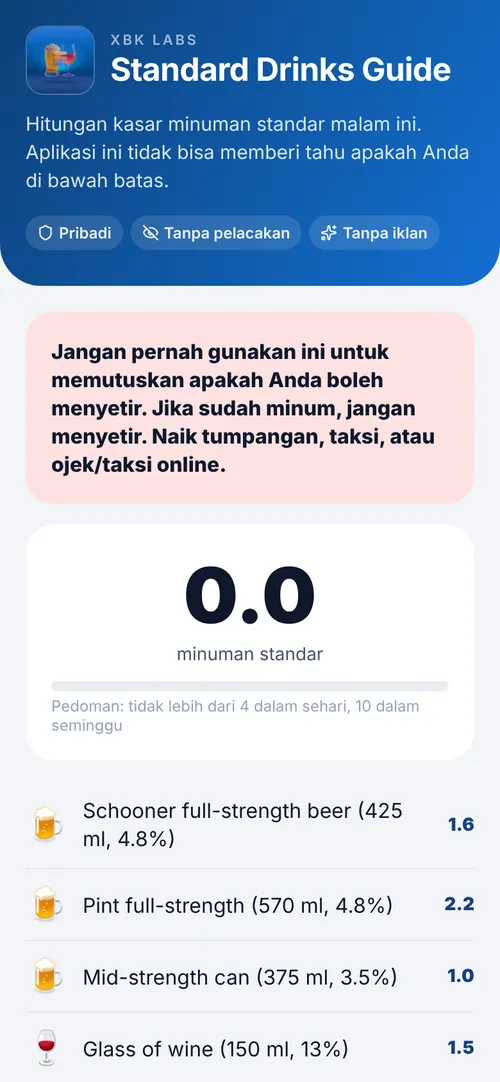 XBK LABS
Standard Drinks Guide
Hitungan kasar minuman standar malam ini.
Aplikasi ini tidak bisa memberi tahu apakah Anda
di bawah batas.
Pribadi
Tanpa pelacakan
Tanpa iklan
Jangan pernah gunakan ini untuk
memutuskan apakah Anda boleh
menyetir. Jika sudah minum, jangan
menyetir. Naik tumpangan, taksi, atau
ojek/taksi online.
0.0
minuman standar
Pedoman: tidak lebih dari 4 dalam sehari, 10 dalam
seminggu
Schooner full-strength beer (425
ml, 4.8%)
1.6
Pint full-strength (570 ml, 4.8%)
2.2
Mid-strength can (375 ml, 3.5%)
1.0
Glass of wine (150 ml, 13%)
1.5